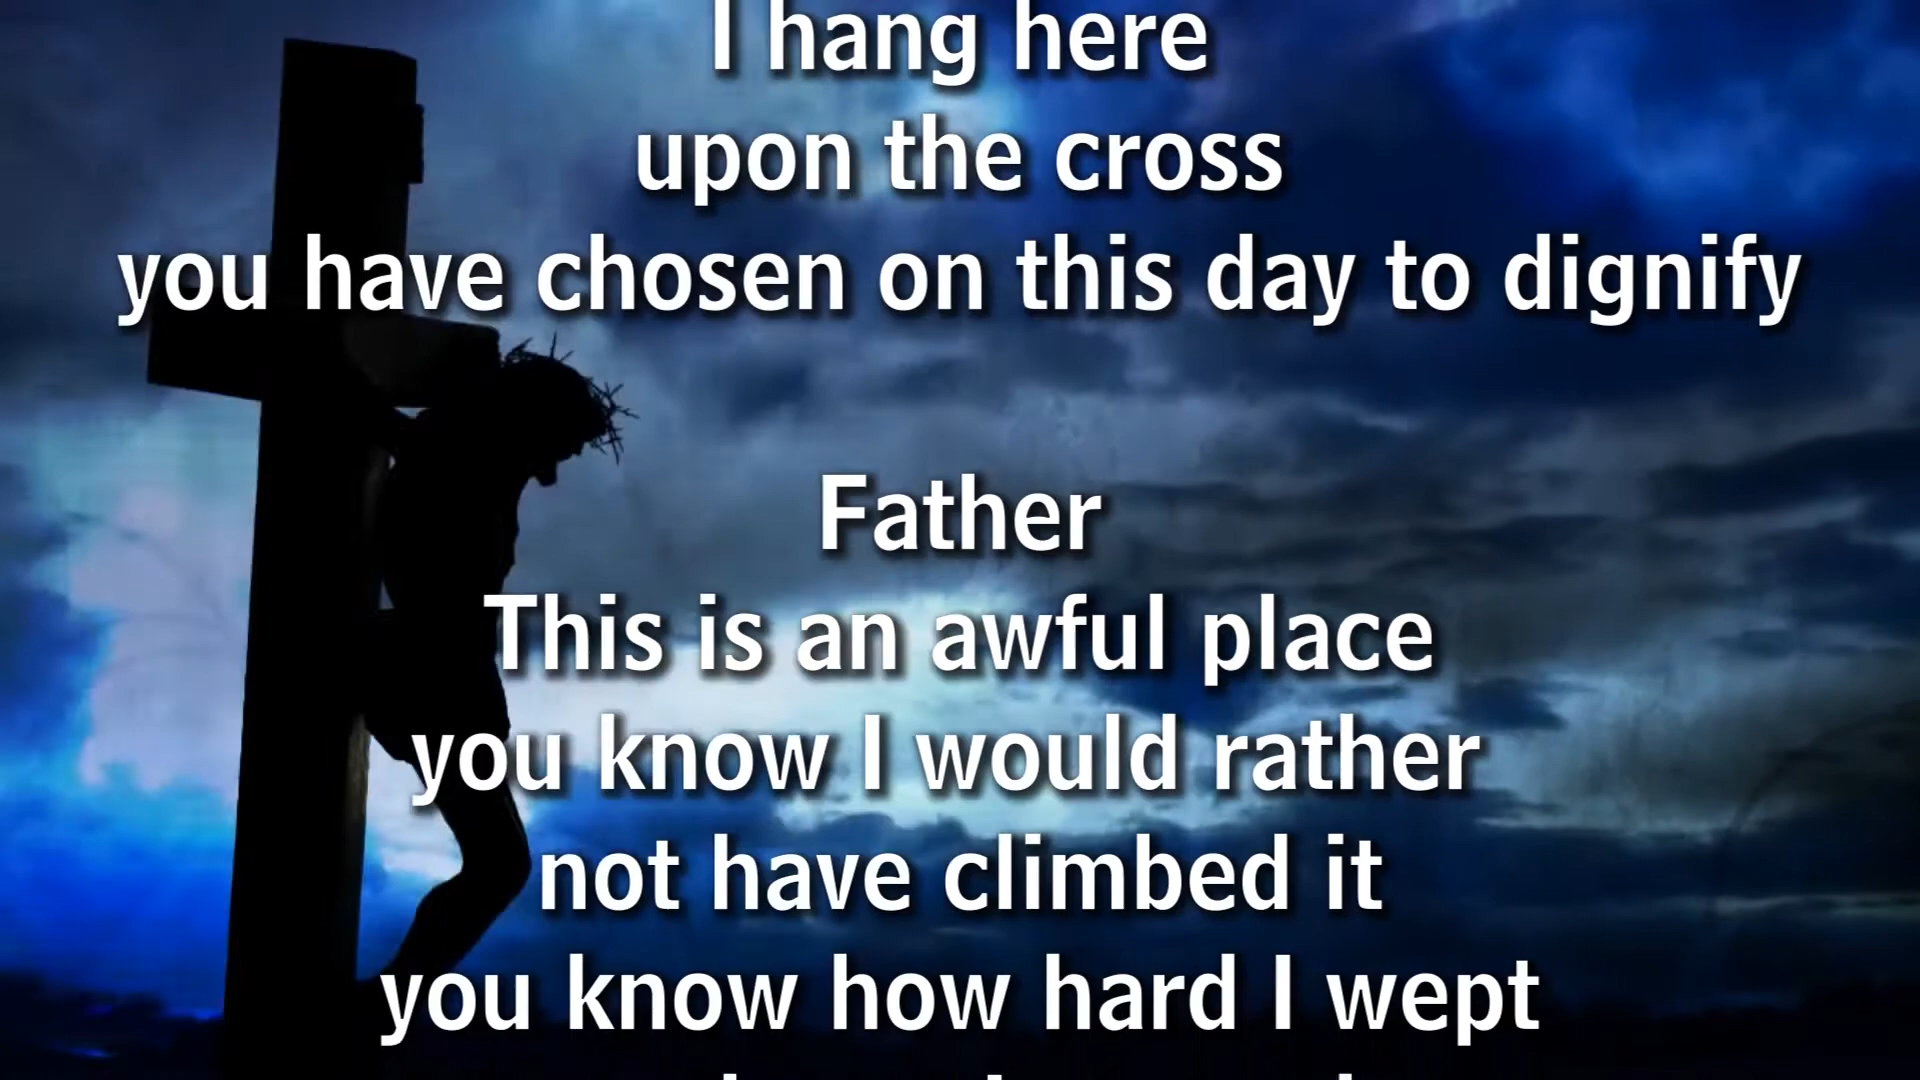 I hang here
upon the cross
you have chosen on this day to dignify
Father
This is an awful place
you know I would rather
not have climbed it
you know how hard I wept